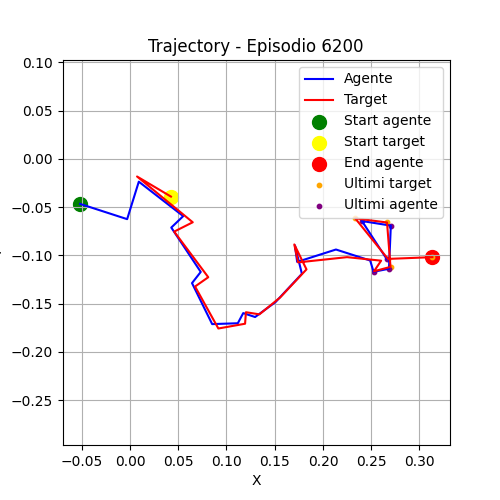 Trajectory - Episodio 6200
0.10
0.05
0.00
−0.05
−0.10
−0.15
−0.20
−0.25
Agente
Target
Start agente
Start target
End agente
Ultimi target
Ultimi agente
−0.05
0.00
0.05
0.10
0.15
0.20
0.25
0.30
X